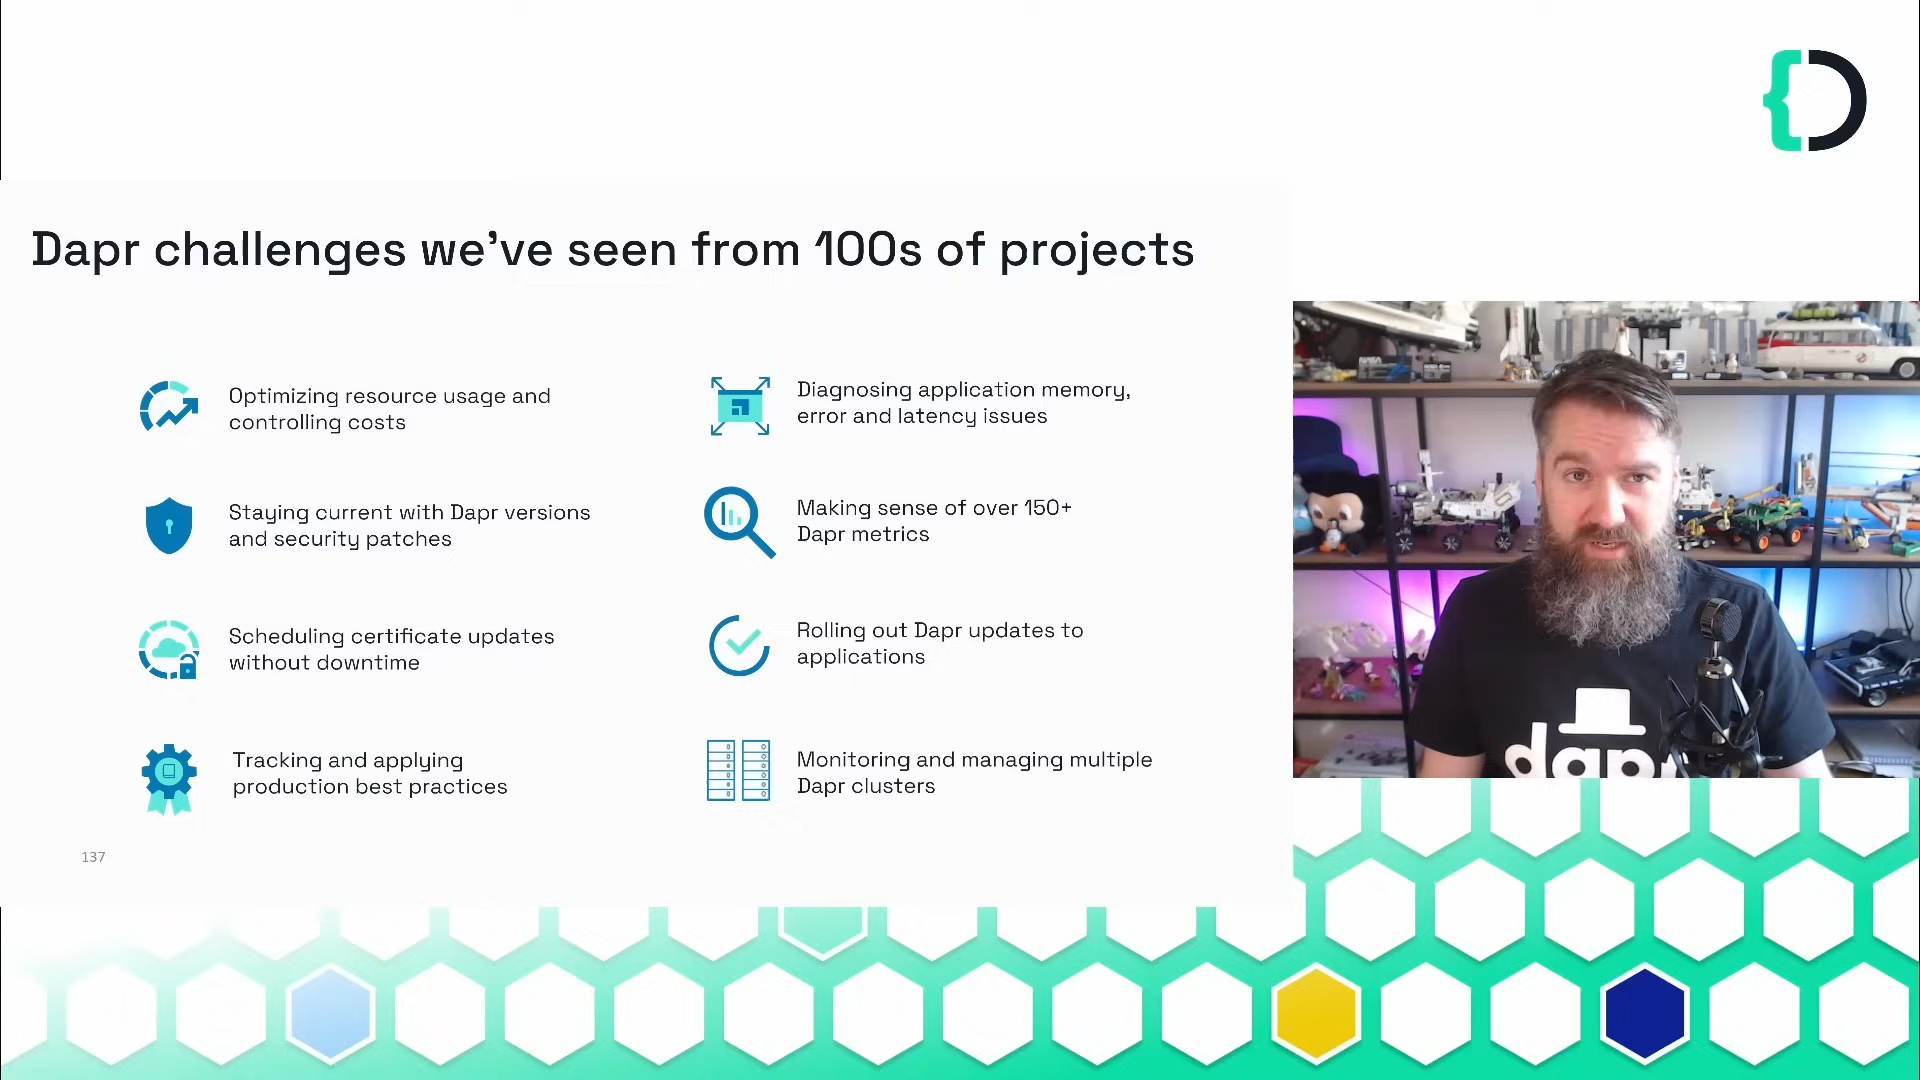 Dapr challenges we've seen from 100s of projects
Optimizing resource usage and
controlling costs
Staying current with Dapr versions
and security patches
Scheduling certificate updates
without downtime
Tracking and applying
production best practices
Diagnosing application memory,
error and latency issues
Making sense of over 150+
Dapr metrics
Rolling out Dapr updates to
applications
Monitoring and managing multiple
Dapr clusters
137
dapr